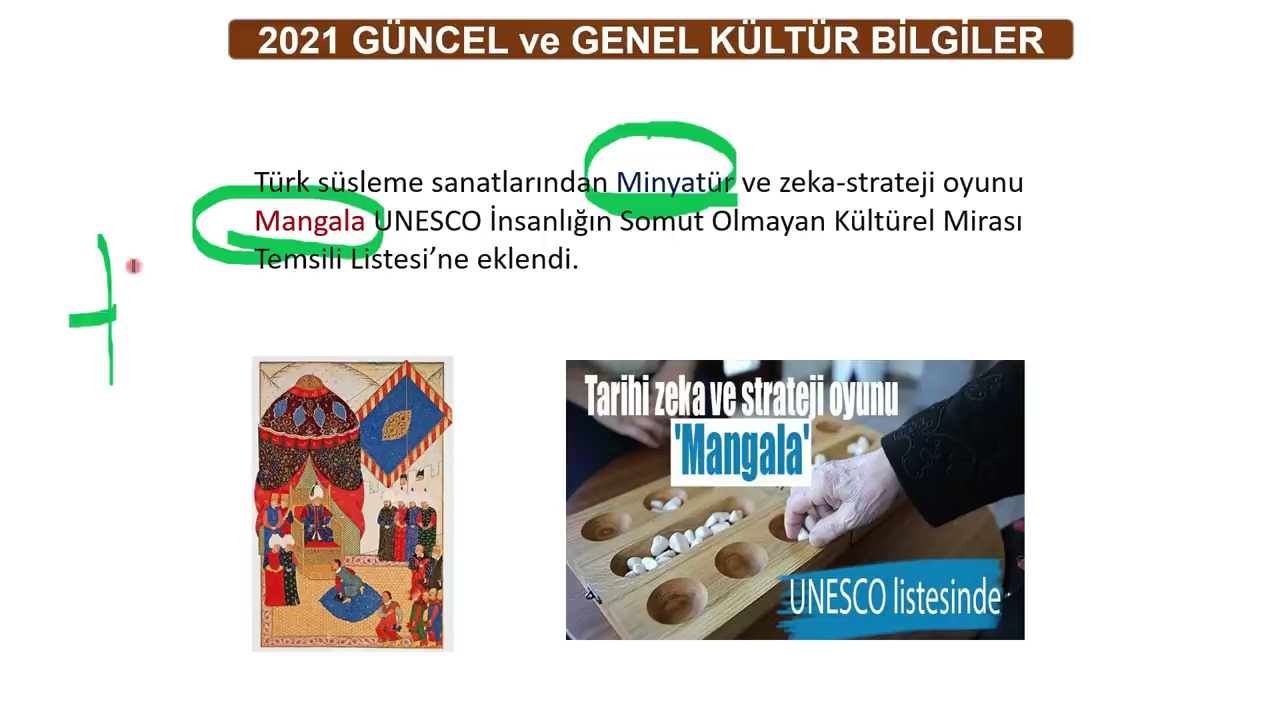 2021 GÜNCEL ve GENEL KÜLTÜR BİLGİLER
Türk süsleme sanatlarından Minyatür ve zeka-strateji oyunu
Mangala UNESCO İnsanlığın Somut Olmayan Kültürel Mirası
Temsili Listesi’ne eklendi.
Tarihi zeka ve strateji oyunu
'Mangala'
UNESCO listesinde